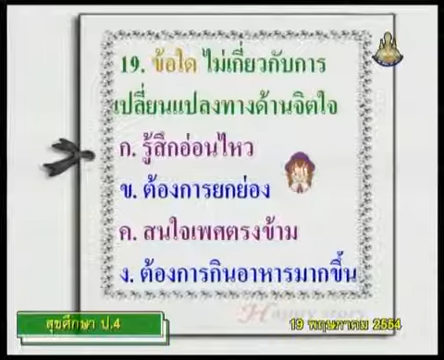 19. ข้อใด ไม่เกี่ยวกับการ
เปลี่ยนแปลงทางด้านจิตใจ
ก. รู้สึกอ่อนไหว
ข. ต้องการยกย่อง
ค. สนใจเพศตรงข้าม
ง. ต้องการกินอาหารมากขึ้น
Happy story
สุขศึกษา ป.4
19 พฤษภาคม 2554